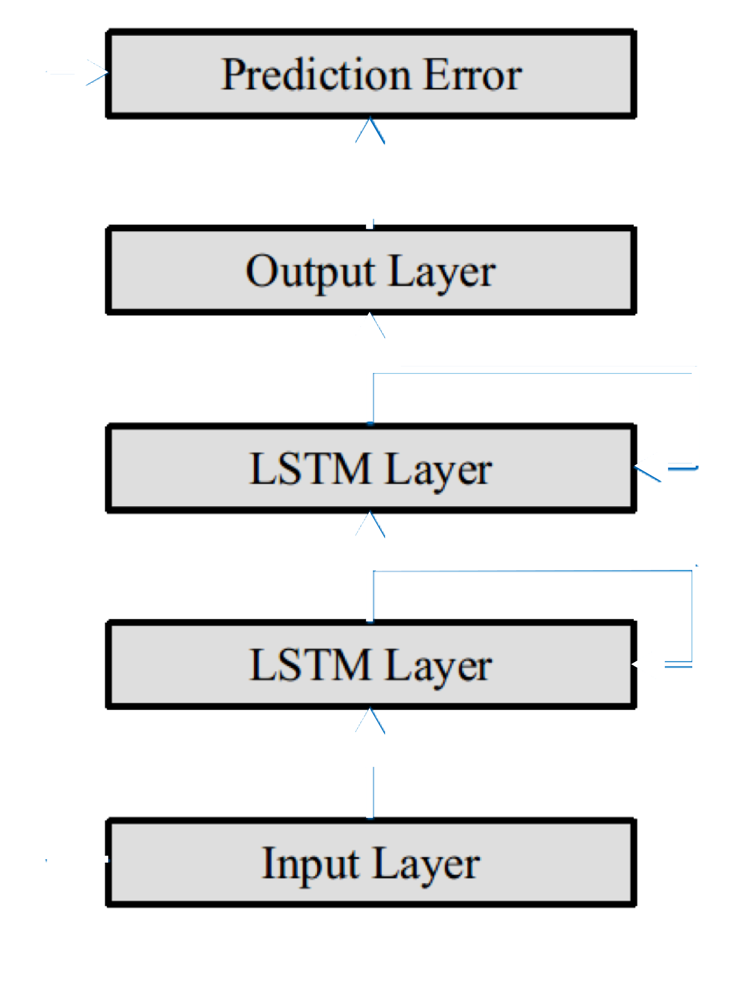 Prediction Error
Output Layer
LSTM Layer
LSTM Layer
Input Layer